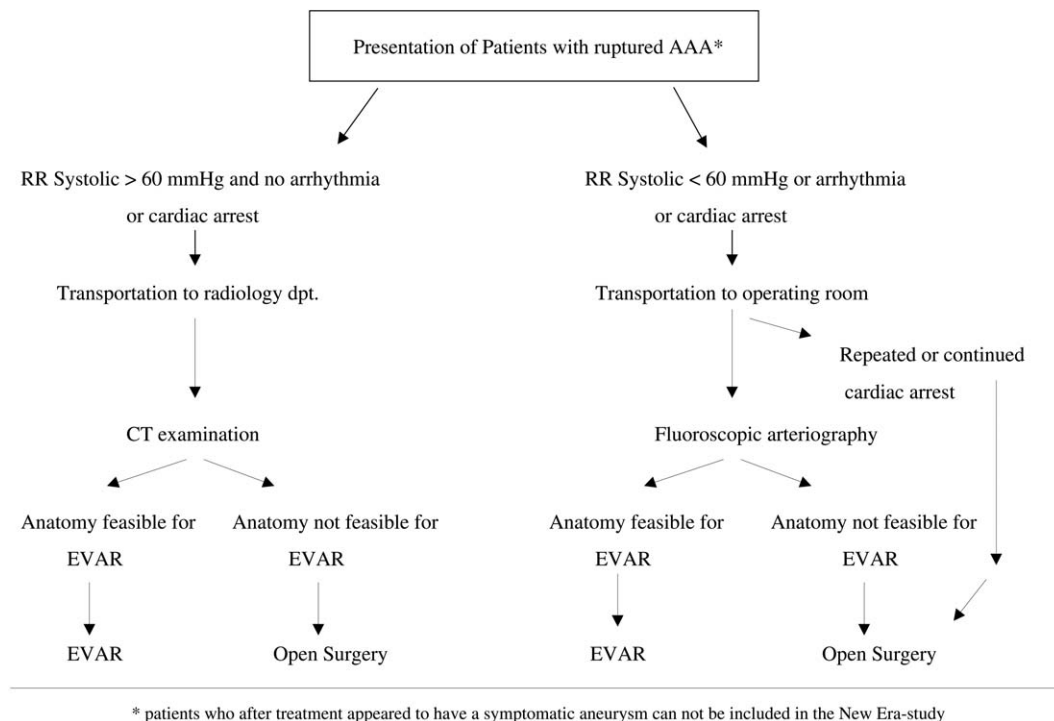 Presentation of Patients with ruptured AAA*
RR Systolic > 60 mmHg and no arrhythmia
or cardiac arrest
RR Systolic < 60 mmHg or arrhythmia
or cardiac arrest
Transportation to radiology dpt.
Transportation to operating room
Repeated or continued
cardiac arrest
CT examination
Fluoroscopic arteriography
Anatomy feasible for
EVAR
Anatomy not feasible for
EVAR
Anatomy feasible for
EVAR
Anatomy not feasible for
EVAR
EVAR
Open Surgery
EVAR
Open Surgery
* patients who after treatment appeared to have a symptomatic aneurysm can not be included in the New Era-study